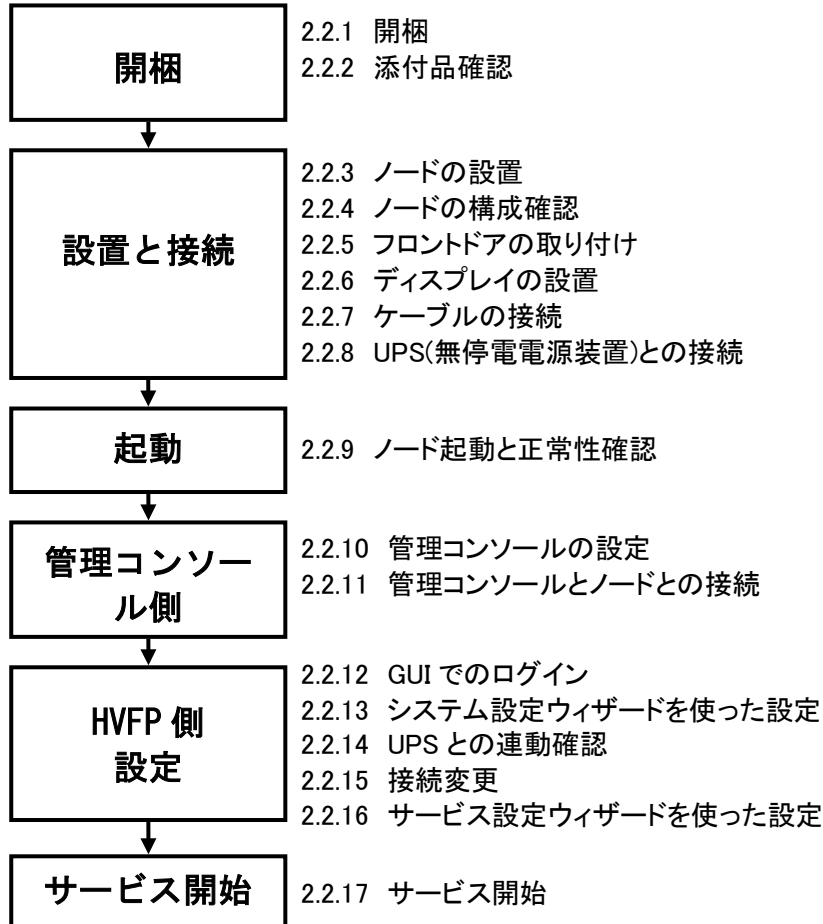 開梱
2.2.1 開梱
2.2.2 添付品確認
設置と接続
2.2.3 ノードの設置
2.2.4 ノードの構成確認
2.2.5 フロントドアの取り付け
2.2.6 ディスプレイの設置
2.2.7 ケーブルの接続
2.2.8 UPS(無停電電源装置)との接続
起動
2.2.9 ノード起動と正常性確認
管理コンソー
ル側
2.2.10 管理コンソールの設定
2.2.11 管理コンソールとノードとの接続
HVFP 側
設定
2.2.12 GUI でのログイン
2.2.13 システム設定ウィザードを使った設定
2.2.14 UPS との連動確認
2.2.15 接続変更
2.2.16 サービス設定ウィザードを使った設定
サービス開始
2.2.17 サービス開始